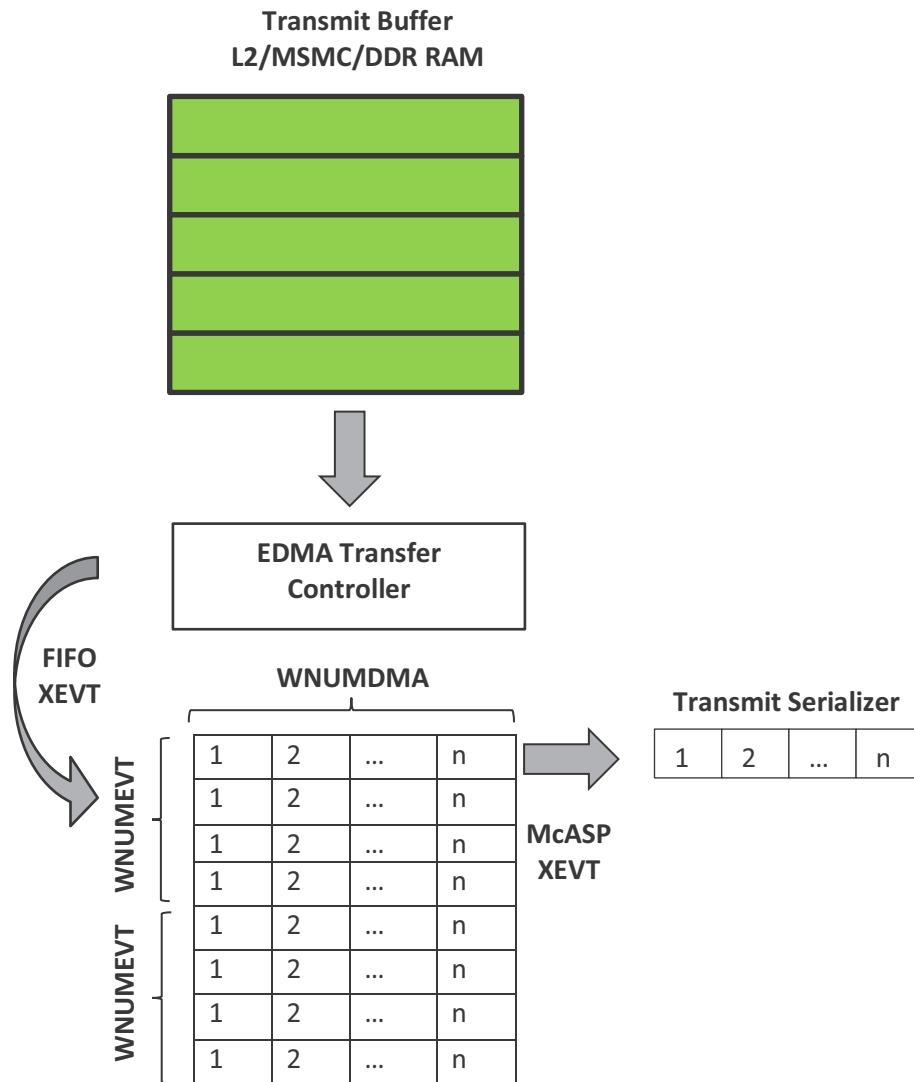 Transmit Buffer
L2/MSMC/DDR RAM
EDMA Transfer
Controller
FIFO
XEVT
WNUMDMA
Transmit Serializer
1 2 ... n
WNUMEVT
1 2 ... n
1 2 ... n
1 2 ... n
1 2 ... n
McASP
XEVT
WNUMEVT
1 2 ... n
1 2 ... n
1 2 ... n
1 2 ... n